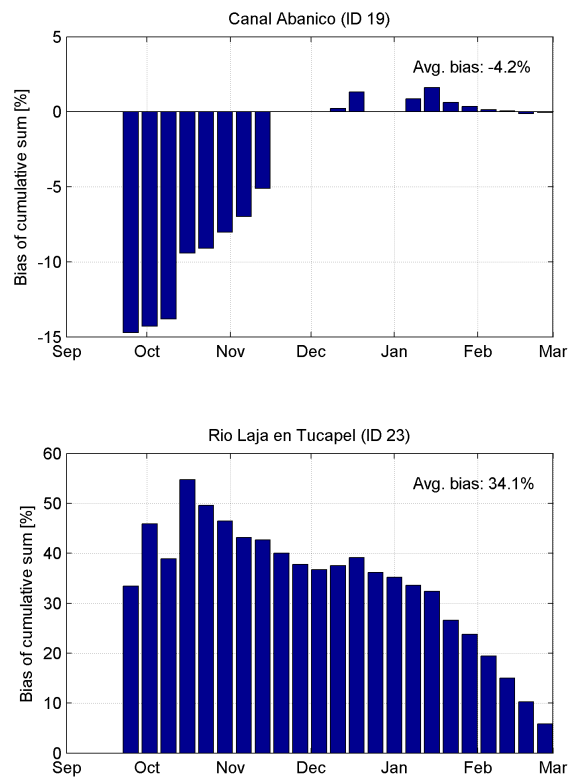 Canal Abanico (ID 19)
5
Avg. bias: -4.2%
0
-5
-10
-15
Bias of cumulative sum [%]
Sep Oct Nov Dec Jan Feb Mar
Rio Laja en Tucapel (ID 23)
60
Avg. bias: 34.1%
50
40
30
20
10
0
Bias of cumulative sum [%]
Sep Oct Nov Dec Jan Feb Mar